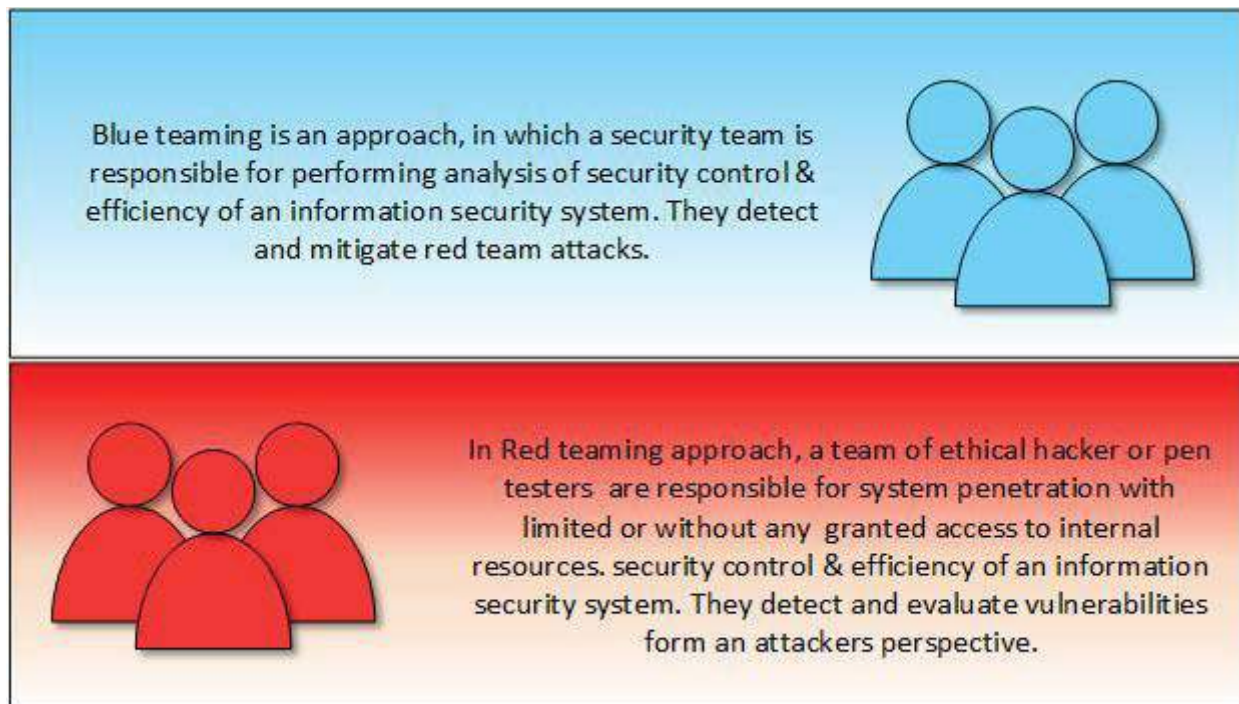 Blue teaming is an approach, in which a security team is
responsible for performing analysis of security control &
efficiency of an information security system. They detect
and mitigate red team attacks.
In Red teaming approach, a team of ethical hacker or pen
testers  are responsible for system penetration with
limited or without any  granted access to internal
resources. security control & efficiency of an information
security system. They detect and evaluate vulnerabilities
form an attackers perspective.